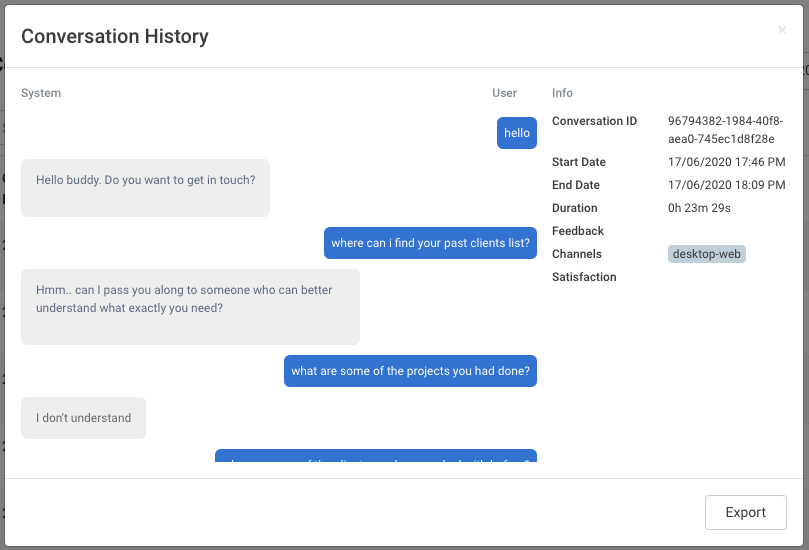 Conversation History
×
System
User
Info
hello
Hello buddy. Do you want to get in touch?
where can i find your past clients list?
Hmm.. can I pass you along to someone who can better
understand what exactly you need?
what are some of the projects you had done?
I don't understand
Conversation ID
96794382-1984-40f8-
aea0-745ec1d8f28e
Start Date
17/06/2020 17:46 PM
End Date
17/06/2020 18:09 PM
Duration
0h 23m 29s
Feedback
Channels
desktop-web
Satisfaction
Export